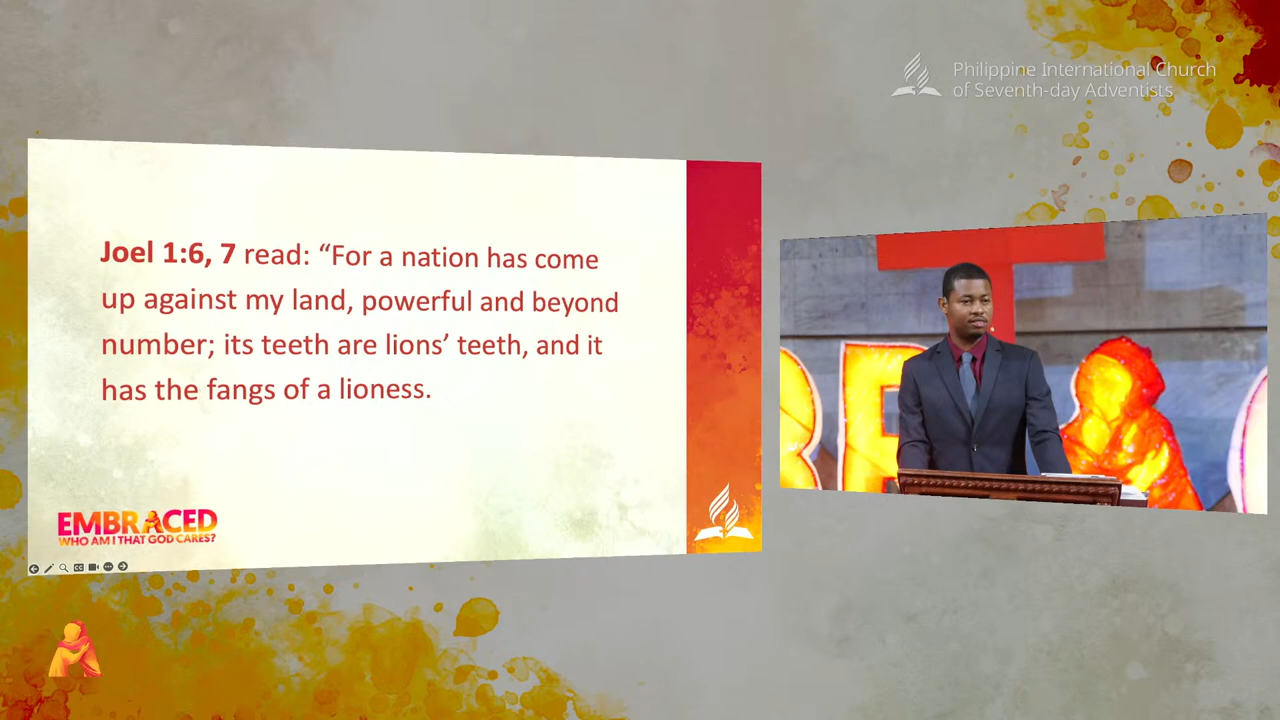 Philippine International Church
of Seventh-day Adventists
Joel 1:6, 7 read: “For a nation has come
up against my land, powerful and beyond
number; its teeth are lions’ teeth, and it
has the fangs of a lioness.
EMBRACED
WHO AM I THAT GOD CARES?